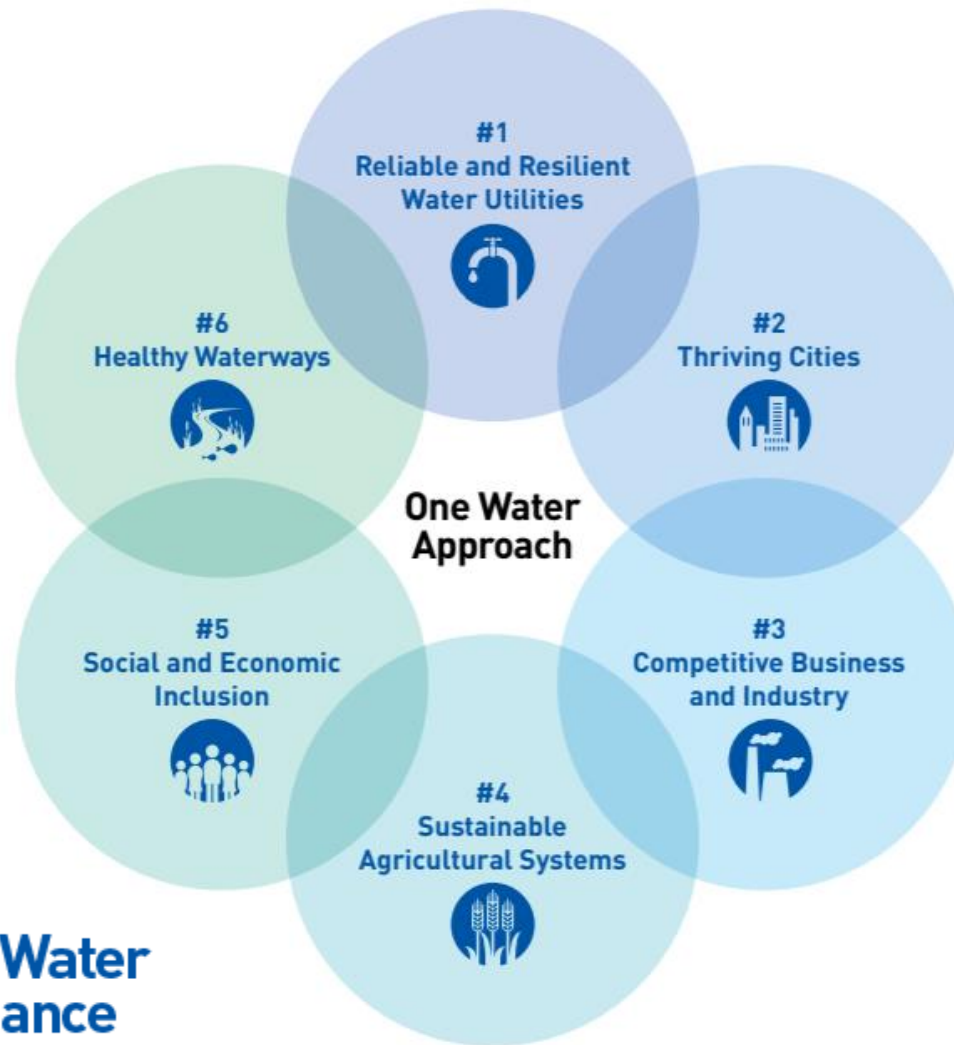 #1
Reliable and Resilient
Water Utilities
#2
Thriving Cities
#3
Competitive Business
and Industry
#4
Sustainable
Agricultural Systems
#5
Social and Economic
Inclusion
#6
Healthy Waterways
One Water
Approach
Water
ance